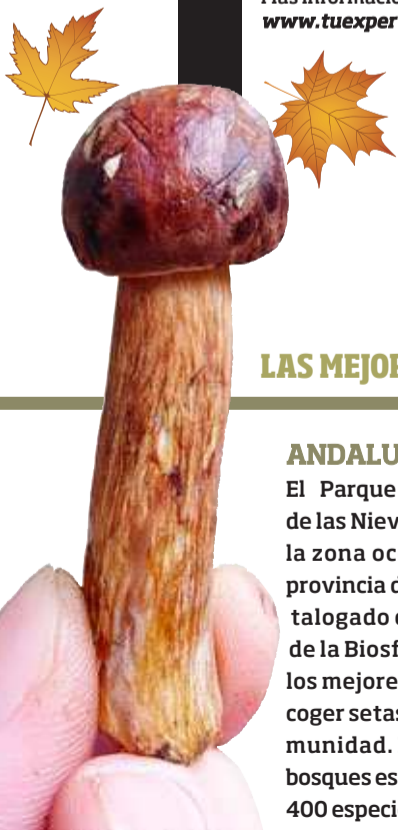 www.tuexper
LAS MEJOR
ANDALU
El Parque
de las Niev
la zona oc
provincia d
talogado
de la Biosf
los mejore
coger setas
munidad.
bosques es
400 especi